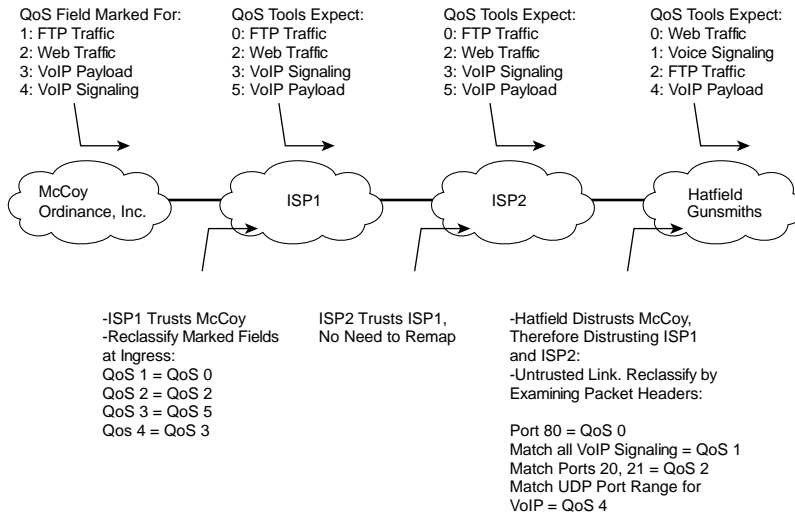 QoS Field Marked For:
1: FTP Traffic
2: Web Traffic
3: VoIP Payload
4: VoIP Signaling
QoS Tools Expect:
0: FTP Traffic
2: Web Traffic
3: VoIP Signaling
5: VoIP Payload
QoS Tools Expect:
0: FTP Traffic
2: Web Traffic
3: VoIP Signaling
5: VoIP Payload
QoS Tools Expect:
0: Web Traffic
1: Voice Signaling
2: FTP Traffic
4: VoIP Payload
McCoy
Ordinance, Inc.
ISP1
ISP2
Hatfield
Gunsmiths
-ISP1 Trusts McCoy
-Reclassify Marked Fields
at Ingress:
QoS 1 = QoS 0
QoS 2 = QoS 2
QoS 3 = QoS 5
Qos 4 = QoS 3
ISP2 Trusts ISP1,
No Need to Remap
-Hatfield Distrusts McCoy,
Therefore Distrusting ISP1
and ISP2:
-Untrusted Link. Reclassify by
Examining Packet Headers:
Port 80 = QoS 0
Match all VoIP Signaling = QoS 1
Match Ports 20, 21 = QoS 2
Match UDP Port Range for
VoIP = QoS 4